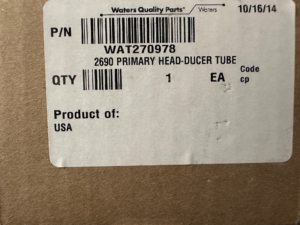 Waters Quality Parts Waters 10/16/14
P/N
WAT270978
2690 PRIMARY HEAD-DUCER TUBE
QTY 1 EA Code
cp
Product of:
USA